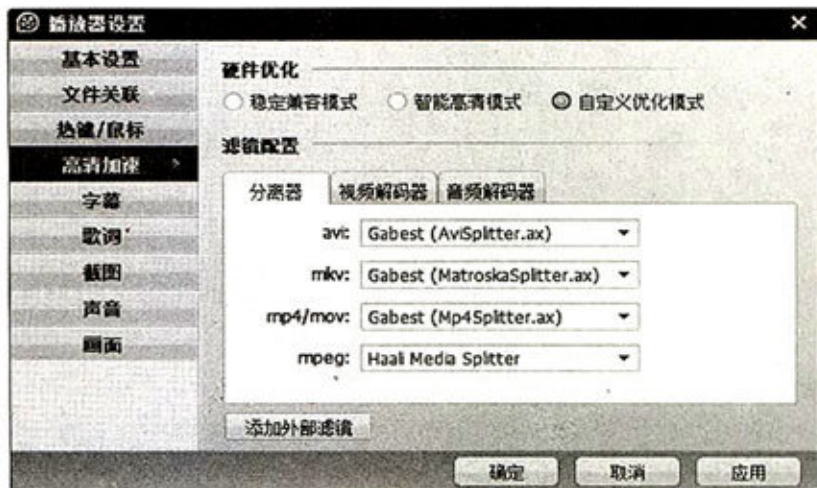 播放器设置
基本设置
文件关联
热键/鼠标
高清加速
字幕
歌词
截图
声音
画面
硬件优化
稳定兼容模式 智能高清模式 自定义优化模式
滤镜配置
分离器 视频解码器 音频解码器
avi: Gabest (AviSplitter.ax)
mkv: Gabest (MatroskaSplitter.ax)
mp4/mov: Gabest (Mp4Splitter.ax)
mpeg: Haali Media Splitter
添加外部滤镜
确定 取消 应用